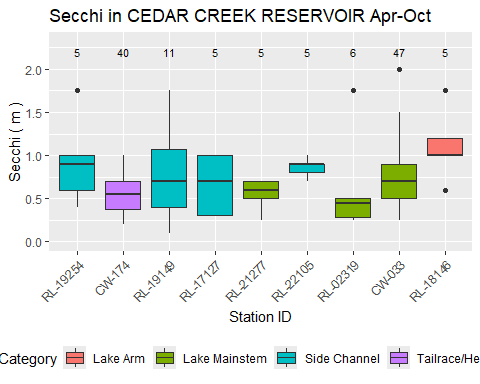 Secchi in CEDAR CREEK RESERVOIR Apr-Oct
5 40 11 5 5 5 6 47 5
2.0
1.5
1.0
0.5
0.0
Secchi ( m )
RL-19254 CW-174 RL-19149 RL-17127 RL-21277 RL-22105 RL-02319 CW-033 RL-18146
Station ID
Category Lake Arm Lake Mainstem Side Channel Tailrace/He